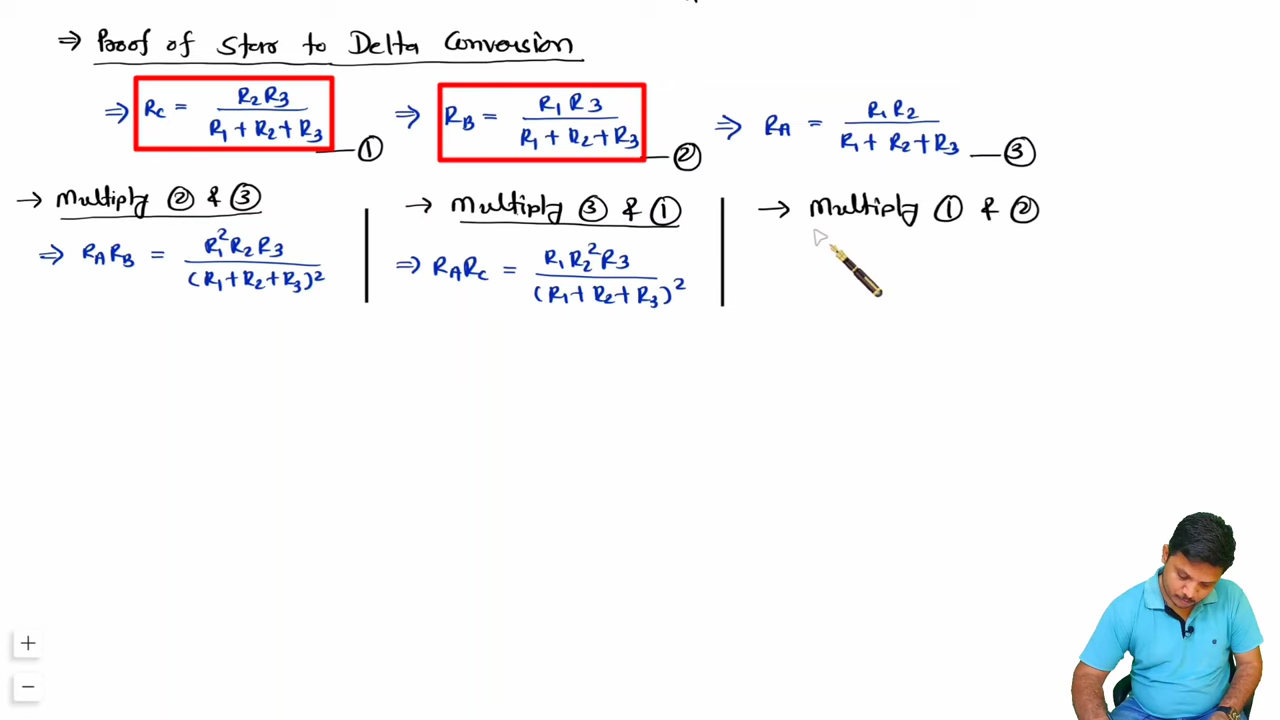 ⇒ Proof of Star to Delta Conversion
⇒ RC = R2R3 / R1 + R2 + R3 — ①
⇒ RB = R1 R3 / R1 + R2 + R3 — ②
⇒ RA = R1R2 / R1 + R2 + R3 — ③
→ Multiply ② & ③
⇒ RARB = R1²R2R3 / (R1+R2+R3)²
→ Multiply ③ & ①
⇒ RARC = R1R2²R3 / (R1+R2+R3)²
→ Multiply ① & ②